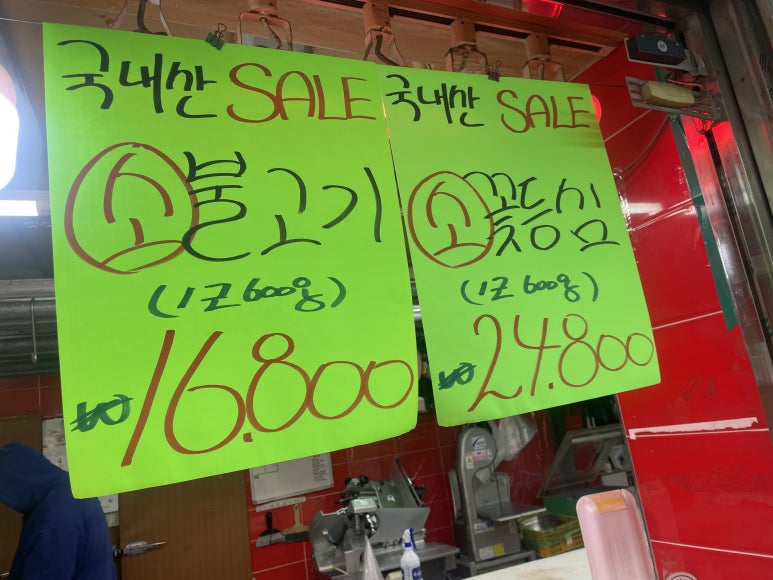 국내산 SALE
소 불고기
(1근 600g)
₩16.800
국내산 SALE
소 꽃등심
(1근 600g)
₩24.800